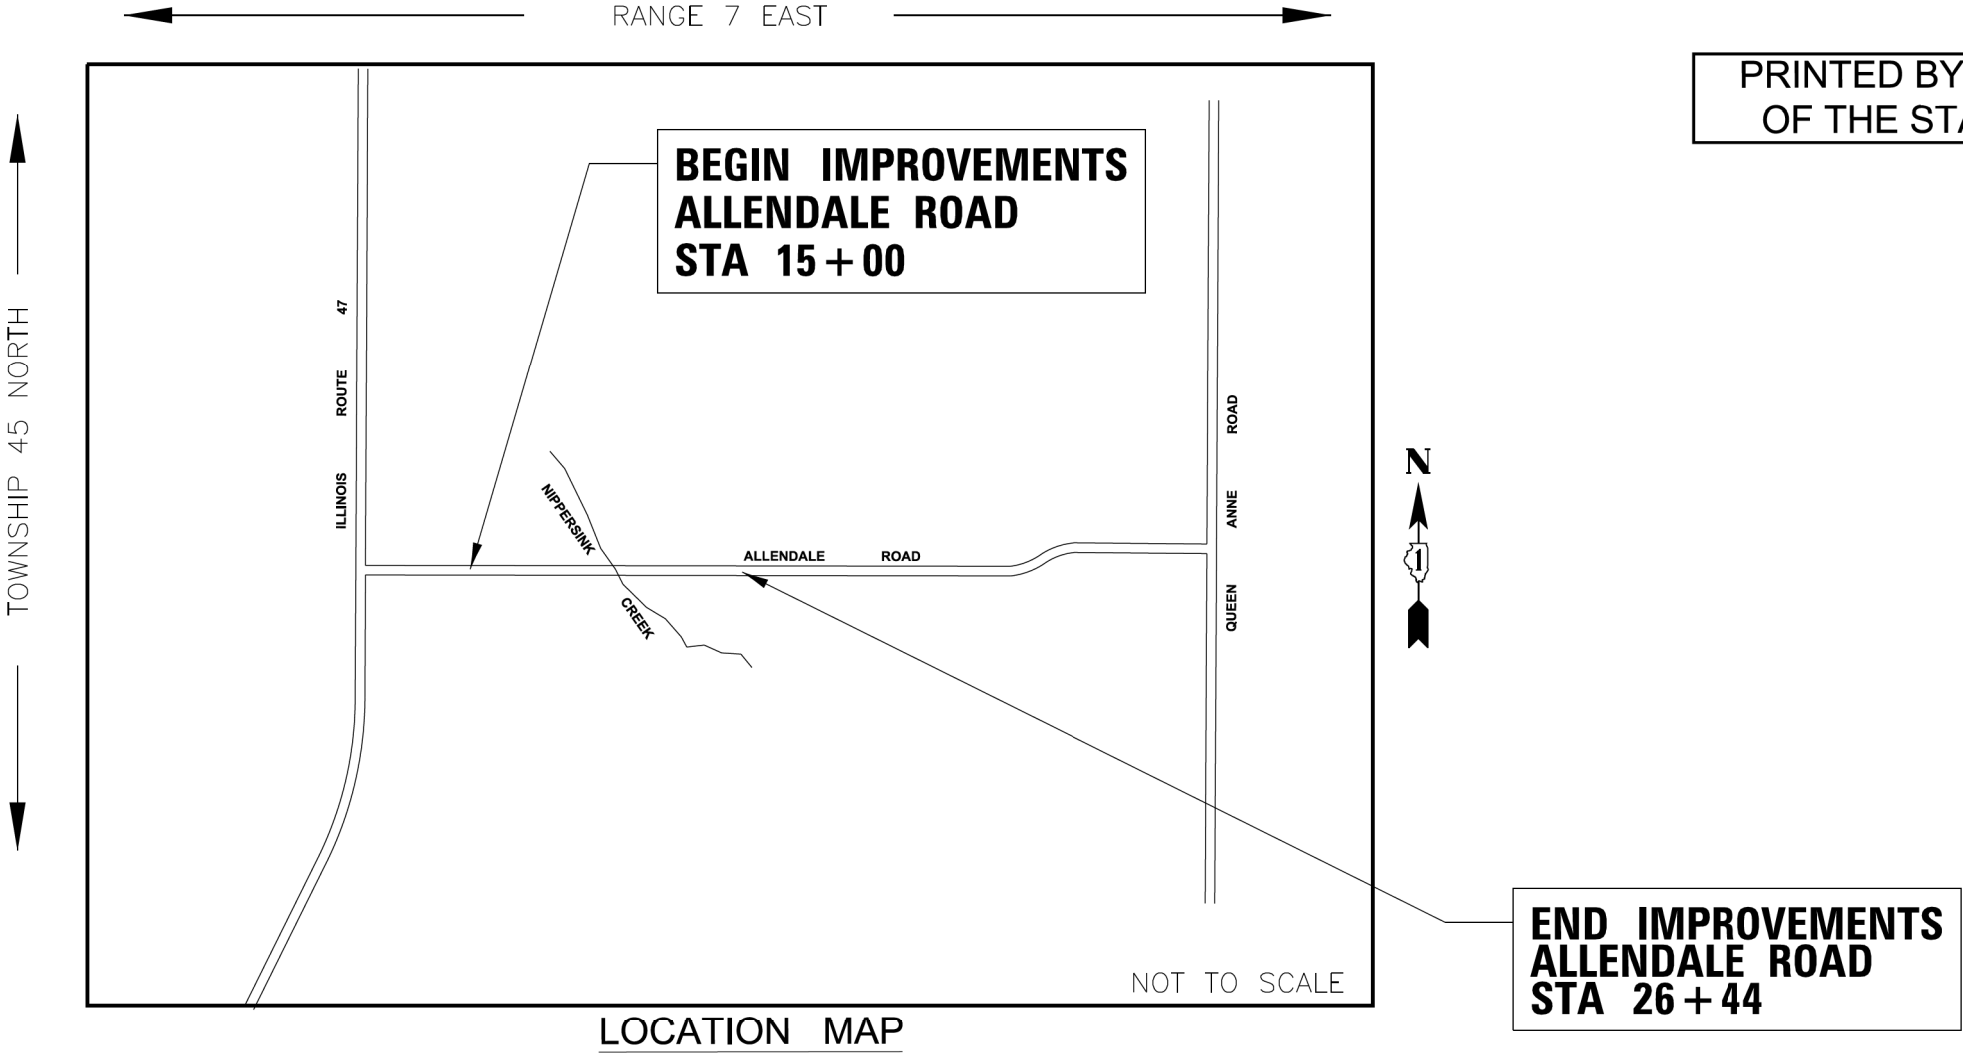 RANGE 7 EAST
PRINTED BY
OF THE STA
BEGIN IMPROVEMENTS
ALLENDALE ROAD
STA 15+00
TOWNSHIP 45 NORTH
ILLINOIS ROUTE 47
NIPPERSINK
CREEK
ALLENDALE ROAD
QUEEN ANNE ROAD
N
1
END IMPROVEMENTS
ALLENDALE ROAD
STA 26+44
NOT TO SCALE
LOCATION MAP